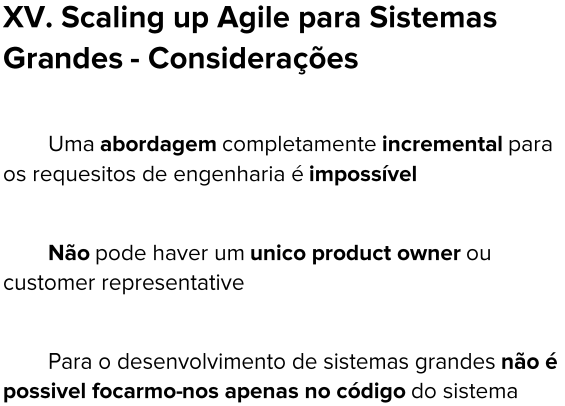 XV. Scaling up Agile para Sistemas
Grandes - Considerações
Uma abordagem completamente incremental para
os requesitos de engenharia é impossível
Não pode haver um unico product owner ou
customer representative
Para o desenvolvimento de sistemas grandes não é
possivel focarmo-nos apenas no código do sistema